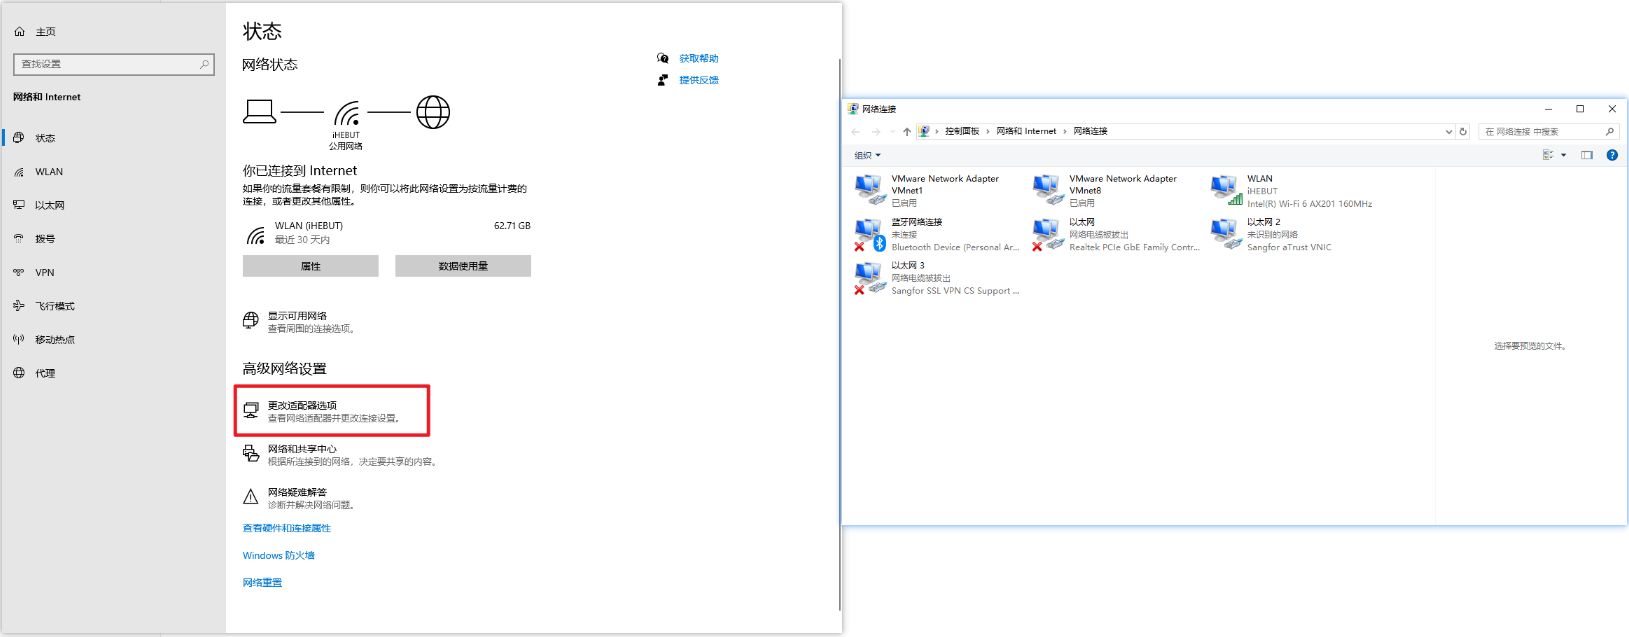 主页
查找设置
网络和 Internet
状态
WLAN
以太网
拨号
VPN
飞行模式
移动热点
代理
状态
网络状态
iHEBUT
公用网络
你已连接到 Internet
如果你的流量套餐有限制，则你可以将此网络设置为按流量计费的
连接，或者更改其他属性。
WLAN (iHEBUT)
最近 30 天内
62.71 GB
属性
数据使用量
显示可用网络
查看周围的连接选项。
高级网络设置
更改适配器选项
查看网络适配器并更改连接设置。
网络和共享中心
根据所连接到的网络，决定要共享的内容。
网络疑难解答
诊断并解决网络问题。
查看硬件和连接属性
Windows 防火墙
网络重置
获取帮助
提供反馈
网络连接
控制面板 › 网络和 Internet › 网络连接
在 网络连接 中搜索
组织
VMware Network Adapter
VMnet1
已启用
VMware Network Adapter
VMnet8
已启用
WLAN
iHEBUT
Intel(R) Wi-Fi 6 AX201 160MHz
蓝牙网络连接
未连接
Bluetooth Device (Personal Ar...
以太网
网络电缆被拔出
Realtek PCIe GbE Family Contr...
以太网 2
未识别的网络
Sangfor aTrust VNIC
以太网 3
网络电缆被拔出
Sangfor SSL VPN CS Support ...
选择要预览的文件。